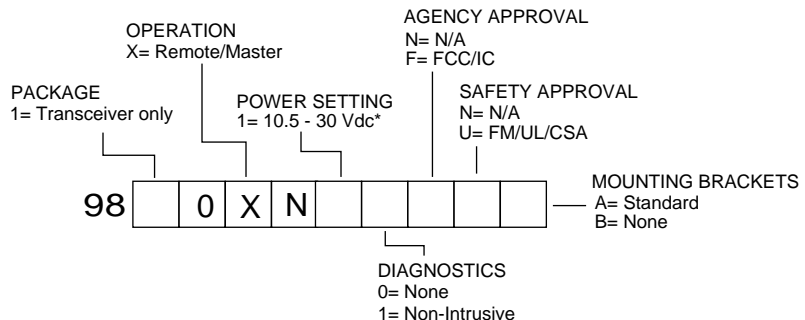 AGENCY APPROVAL
N= N/A
F= FCC/IC
OPERATION
X= Remote/Master
SAFETY APPROVAL
N= N/A
U= FM/UL/CSA
PACKAGE
1= Transceiver only
POWER SETTING
1= 10.5 - 30 Vdc*
MOUNTING BRACKETS
A= Standard
B= None
98 0 X N
DIAGNOSTICS
0= None
1= Non-Intrusive